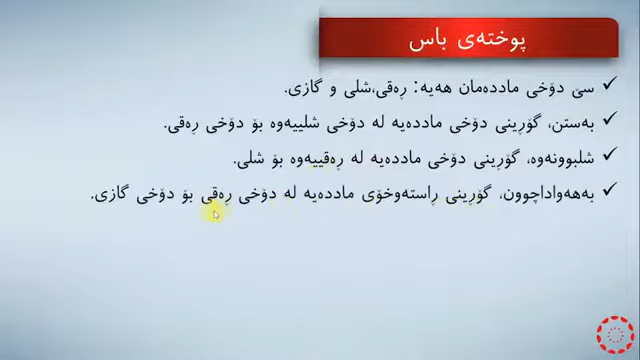 پوختەی باس
سێ دۆخی ماددەمان هەیە: ڕەقی،شلی و گازی.
بەستن، گۆڕینی دۆخی ماددەیە لە دۆخی شلییەوە بۆ دۆخی ڕەقی.
شلبوونەوە، گۆڕینی دۆخی ماددەیە لە ڕەقییەوە بۆ شلی.
بەهەواداچوون، گۆڕینی ڕاستەوخۆی ماددەیە لە دۆخی ڕەقی بۆ دۆخی گازی.